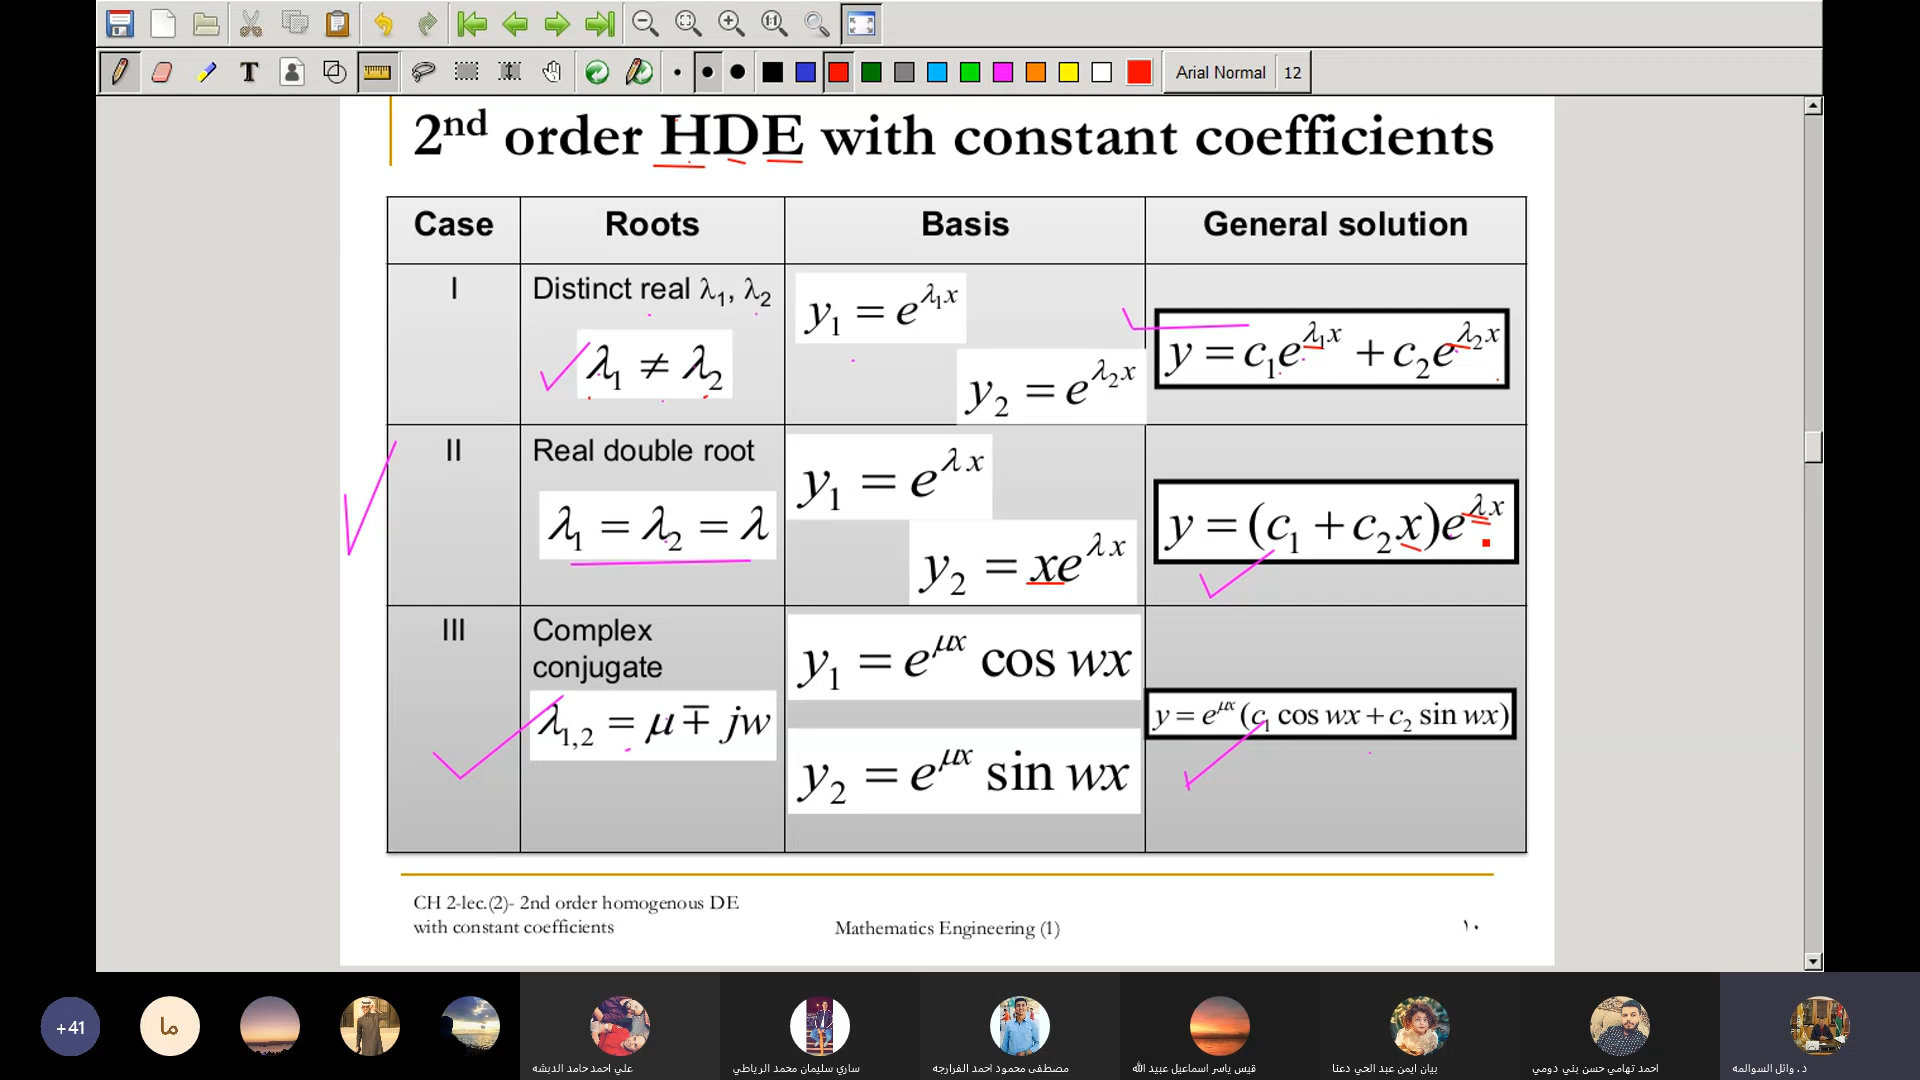 T
1:1
Arial Normal 12
2nd order HDE with constant coefficients
Case Roots Basis General solution
I
Distinct real λ1, λ2
λ1 ≠ λ2
y1 = e^{λ1x}
y2 = e^{λ2x}
y = c1e^{λ1x} + c2e^{λ2x}
II
Real double root
λ1 = λ2 = λ
y1 = e^{λx}
y2 = xe^{λx}
y = (c1 + c2x)e^{λx}
III
Complex
conjugate
λ1,2 = μ ∓ jw
y1 = e^{μx} cos wx
y2 = e^{μx} sin wx
y = e^{μx}(c1 cos wx + c2 sin wx)
CH 2-lec.(2)- 2nd order homogenous DE
with constant coefficients
Mathematics Engineering (1)
١٠
+41
ما
علي احمد حامد الدبشه
ساري سليمان محمد الرياطي
مصطفى محمود احمد الفرارجه
قيس ياسر اسماعيل عبيد الله
بيان ايمن عبد الحي دعنا
احمد تهامي حسن بني دومي
د. وائل السوالمه